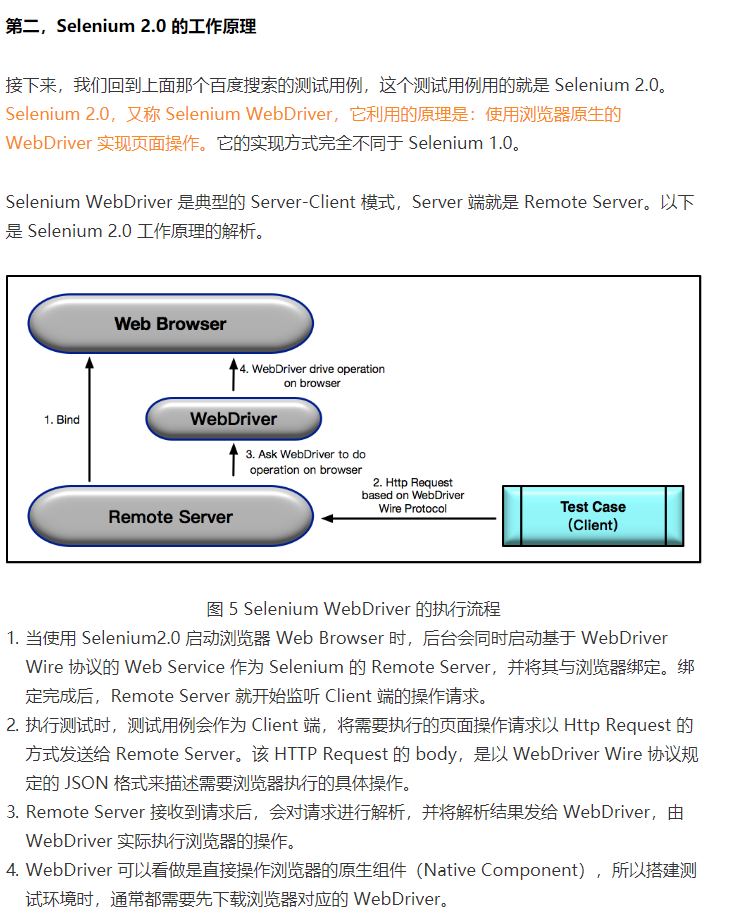 第二，Selenium 2.0 的工作原理
接下来，我们回到上面那个百度搜索的测试用例，这个测试用例用的就是 Selenium 2.0。
Selenium 2.0，又称 Selenium WebDriver，它利用的原理是：使用浏览器原生的
WebDriver 实现页面操作。它的实现方式完全不同于 Selenium 1.0。
Selenium WebDriver 是典型的 Server-Client 模式，Server 端就是 Remote Server。以下
是 Selenium 2.0 工作原理的解析。
Web Browser
4. WebDriver drive operation
on browser
1. Bind
WebDriver
3. Ask WebDriver to do
operation on browser
2. Http Request
based on WebDriver
Wire Protocol
Remote Server
Test Case
（Client）
图 5 Selenium WebDriver 的执行流程
1. 当使用 Selenium2.0 启动浏览器 Web Browser 时，后台会同时启动基于 WebDriver
Wire 协议的 Web Service 作为 Selenium 的 Remote Server，并将其与浏览器绑定。绑
定完成后，Remote Server 就开始监听 Client 端的操作请求。
2. 执行测试时，测试用例会作为 Client 端，将需要执行的页面操作请求以 Http Request 的
方式发送给 Remote Server。该 HTTP Request 的 body，是以 WebDriver Wire 协议规
定的 JSON 格式来描述需要浏览器执行的具体操作。
3. Remote Server 接收到请求后，会对请求进行解析，并将解析结果发给 WebDriver，由
WebDriver 实际执行浏览器的操作。
4. WebDriver 可以看做是直接操作浏览器的原生组件（Native Component），所以搭建测
试环境时，通常都需要先下载浏览器对应的 WebDriver。